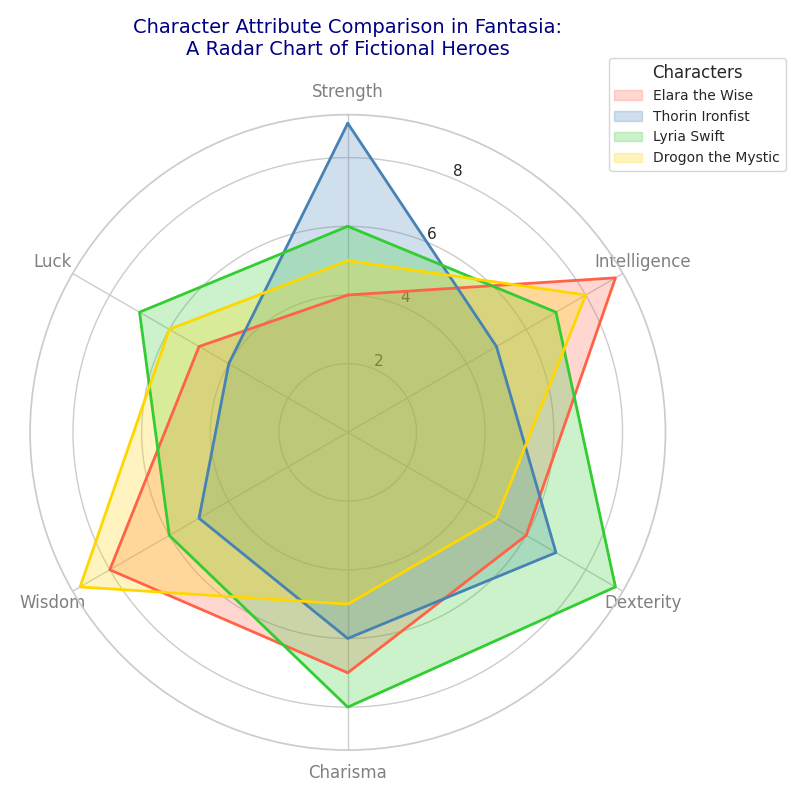 Character Attribute Comparison in Fantasia:
A Radar Chart of Fictional Heroes
Characters
Elara the Wise
Thorin Ironfist
Lyria Swift
Drogon the Mystic
Strength
8
6
Luck
Intelligence
4
2
Wisdom
Dexterity
Charisma